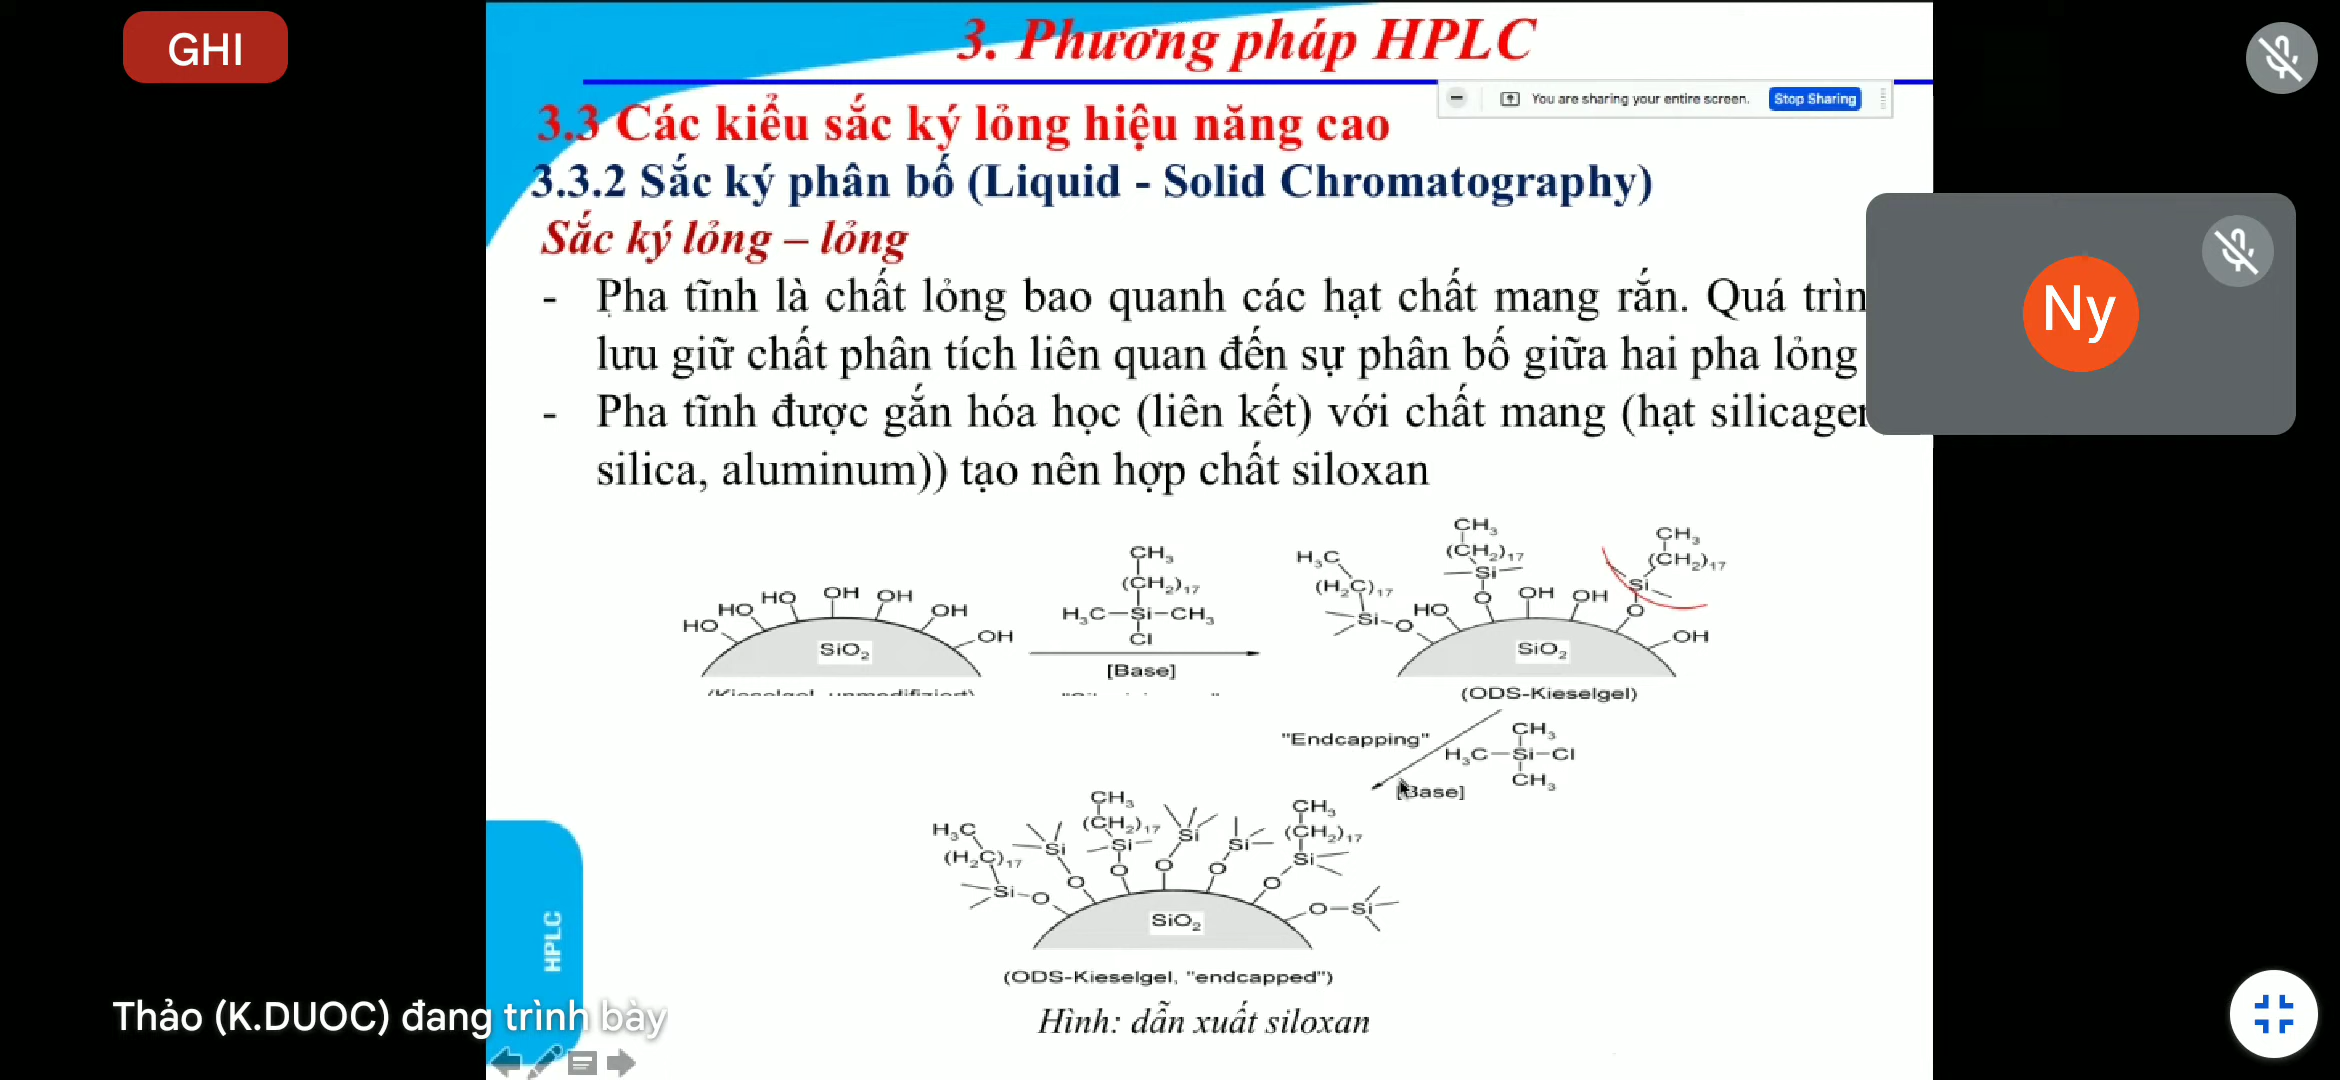 GHI
3. Phương pháp HPLC
You are sharing your entire screen.
Stop Sharing
3.3 Các kiểu sắc ký lỏng hiệu năng cao
3.3.2 Sắc ký phân bố (Liquid - Solid Chromatography)
Sắc ký lỏng – lỏng
Ny
- Pha tĩnh là chất lỏng bao quanh các hạt chất mang rắn. Quá trìn
lưu giữ chất phân tích liên quan đến sự phân bố giữa hai pha lỏng
- Pha tĩnh được gắn hóa học (liên kết) với chất mang (hạt silicagel
silica, aluminum)) tạo nên hợp chất siloxan
HO HO HO OH OH OH OH
SiO₂
CH₃
(CH₂)₁₇
H₃C–Si–CH₃
Cl
[Base]
H₃C
(H₂C)₁₇
Si–O
HO
CH₃
(CH₂)₁₇
Si
O
OH OH
CH₃
(CH₂)₁₇
Si
O
OH
SiO₂
(ODS-Kieselgel)
"Endcapping"
CH₃
H₃C–Si–Cl
CH₃
[Base]
H₃C
(H₂C)₁₇
Si–O
Si
O
CH₃
(CH₂)₁₇
Si
O
Si
O
Si
O
CH₃
(CH₂)₁₇
Si
O
O–Si
SiO₂
(ODS-Kieselgel, "endcapped")
Hình: dẫn xuất siloxan
HPLC
Thảo (K.DUOC) đang trình bày